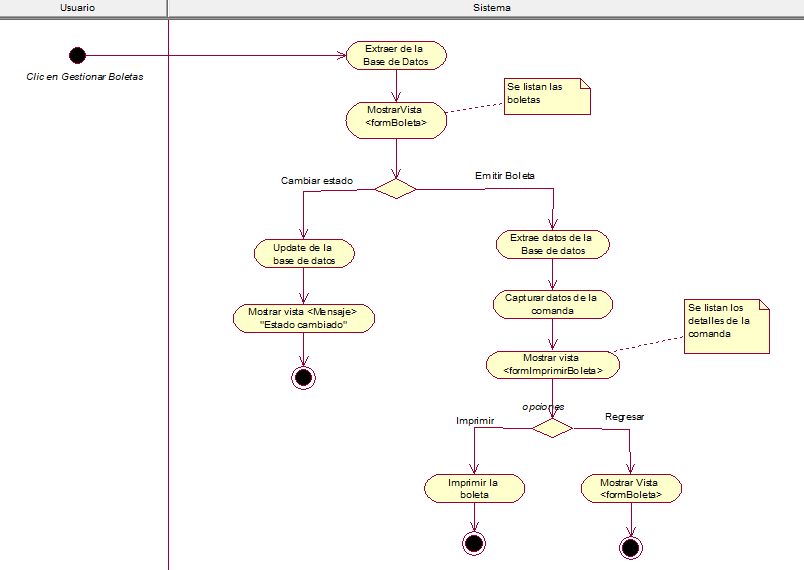 Usuario
Sistema
Clic en Gestionar Boletas
Extraer de la
Base de Datos
Se listan las
boletas
MostrarVista
<formBoleta>
Cambiar estado
Emitir Boleta
Update de la
base de datos
Extrae datos de la
Base de datos
Mostrar vista <Mensaje>
"Estado cambiado"
Capturar datos de la
comanda
Se listan los
detalles de la
comanda
Mostrar vista
<formImprimirBoleta>
opciones
Imprimir
Regresar
Imprimir la
boleta
Mostrar Vista
<formBoleta>